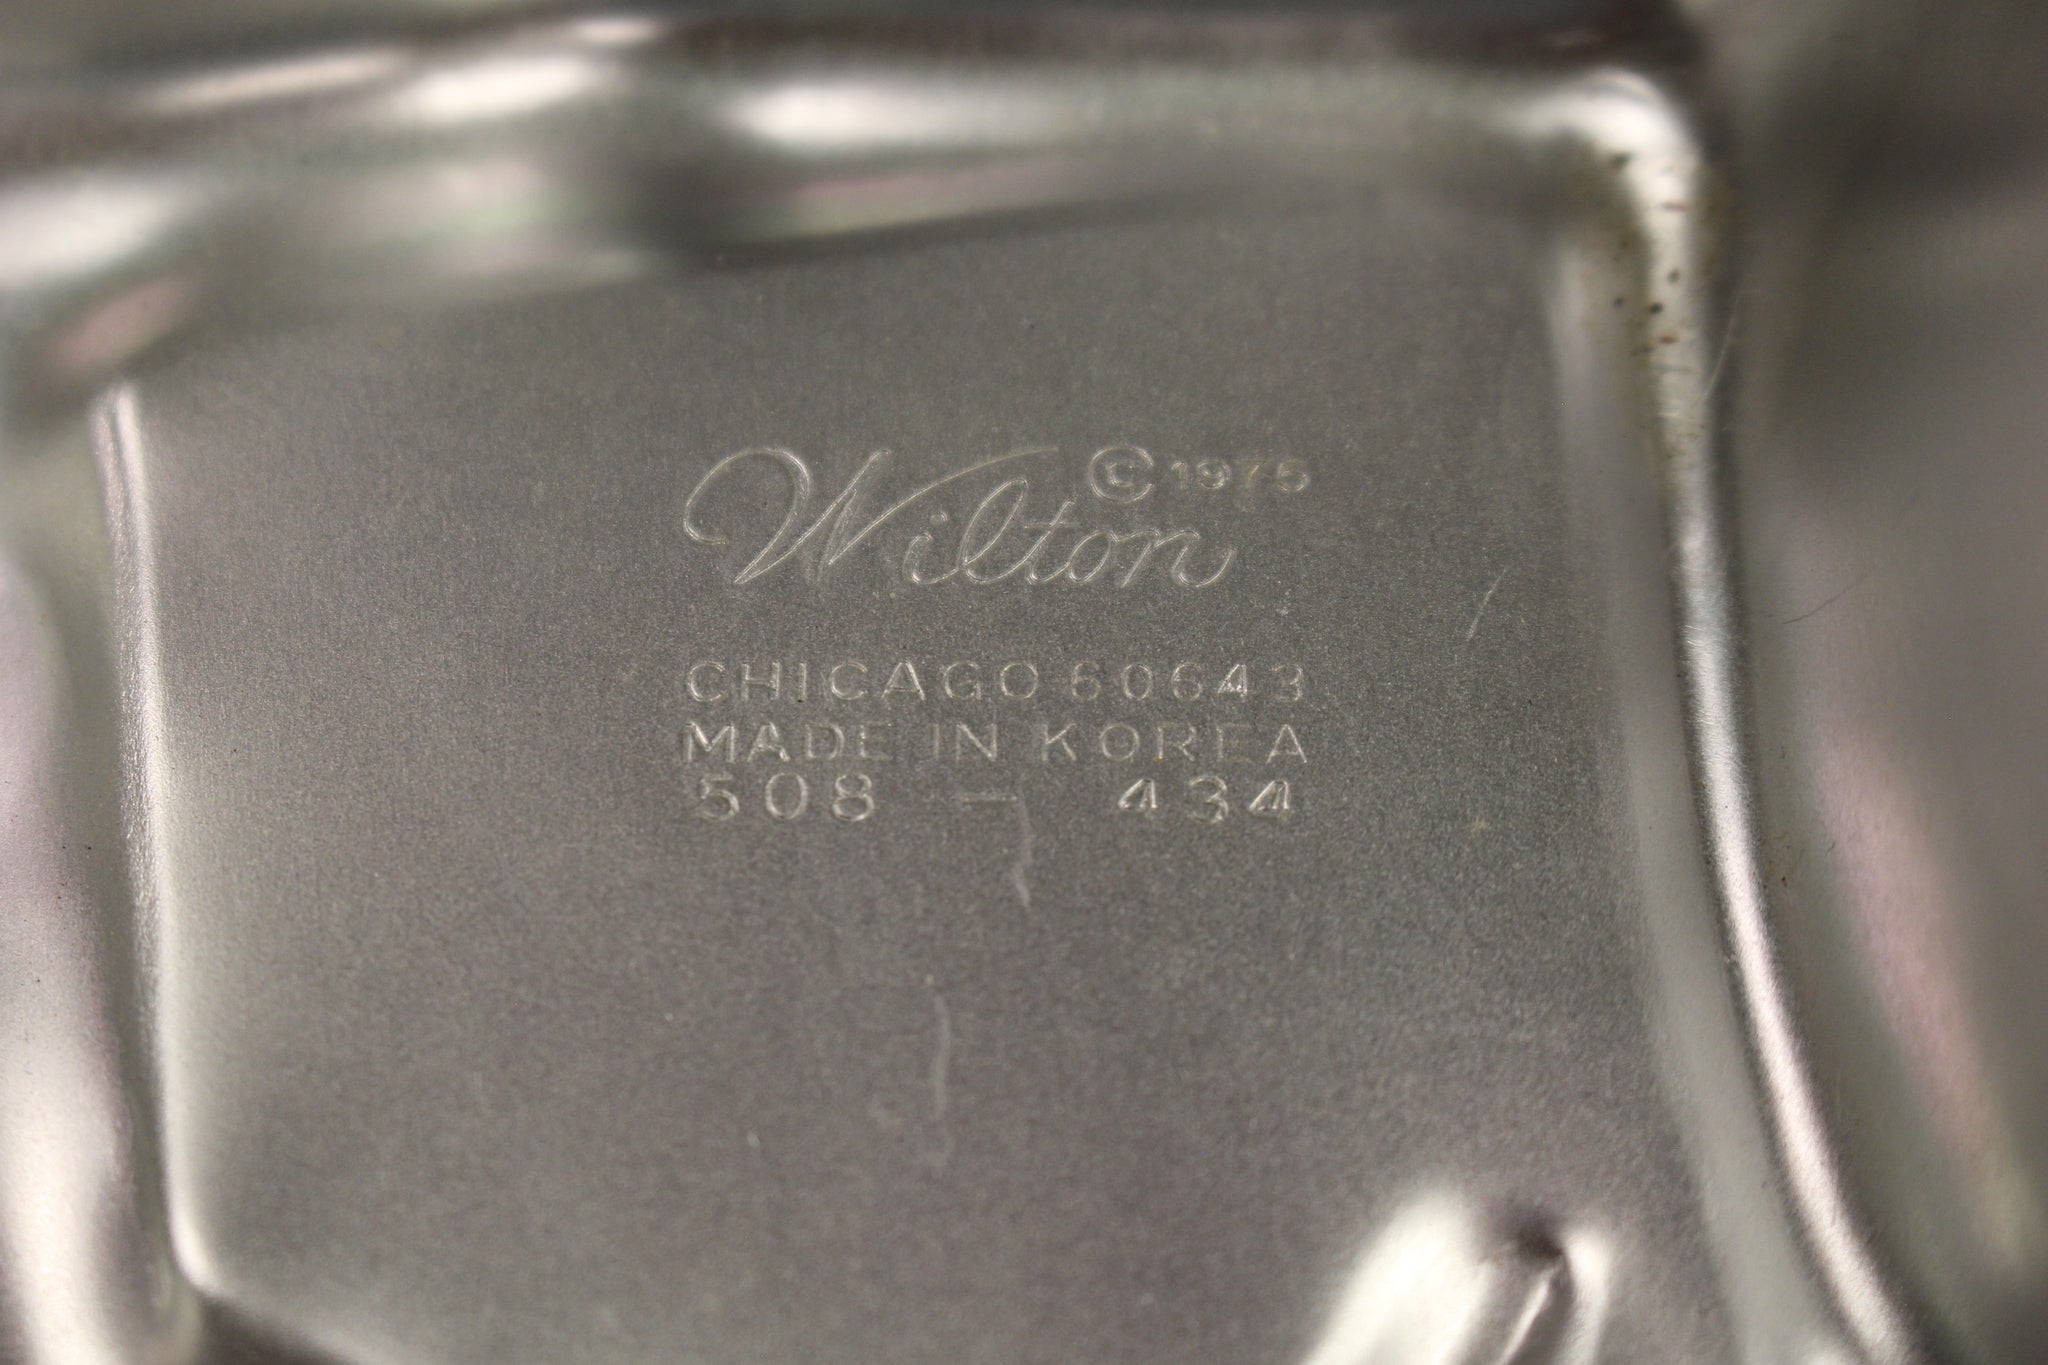 Wilton © 1975
CHICAGO 60643
MADE IN KOREA
508 - 434